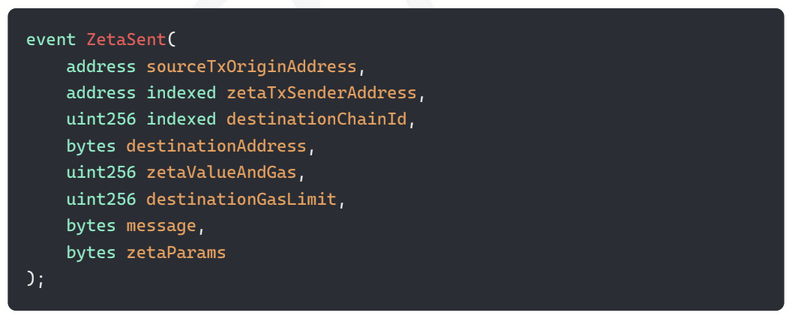 event ZetaSent(
address sourceTxOriginAddress,
address indexed zetaTxSenderAddress,
uint256 indexed destinationChainId,
bytes destinationAddress,
uint256 zetaValueAndGas,
uint256 destinationGasLimit,
bytes message,
bytes zetaParams
);